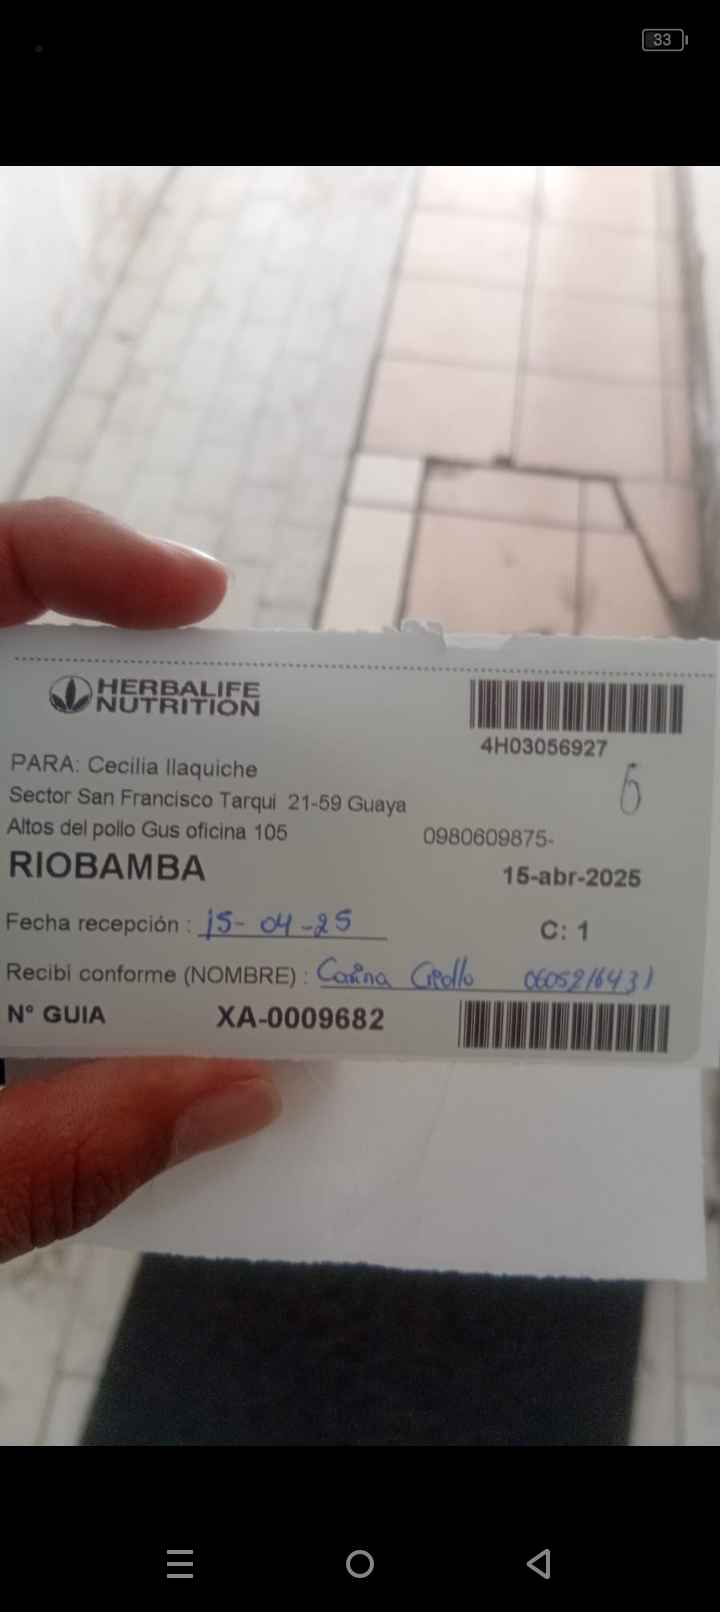 33
HERBALIFE
NUTRITION
4H03056927
PARA: Cecilia llaquiche
6
Sector San Francisco Tarqui 21-59 Guaya
Altos del pollo Gus oficina 105 0980609875-
RIOBAMBA 15-abr-2025
Fecha recepción : 15-04-25 C: 1
Recibi conforme (NOMBRE) : Carina Criollo 0605216431
N° GUIA XA-0009682